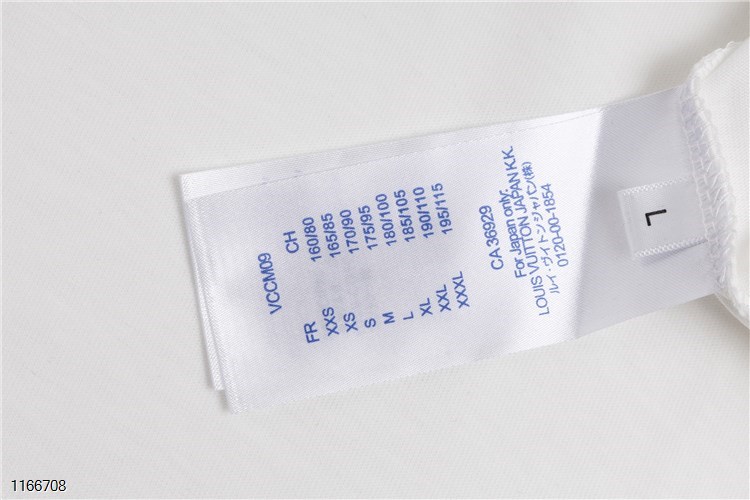 VCCM09
FR CH
XXS 160/80
XS 165/85
S 170/90
M 175/95
L 180/100
XL 185/105
XXL 190/110
XXXL 195/115
CA 36929
For Japan only.
LOUIS VUITTON JAPAN K.K.
ルイ・ヴィトン ジャパン(株)
0120-00-1854
L
1166708